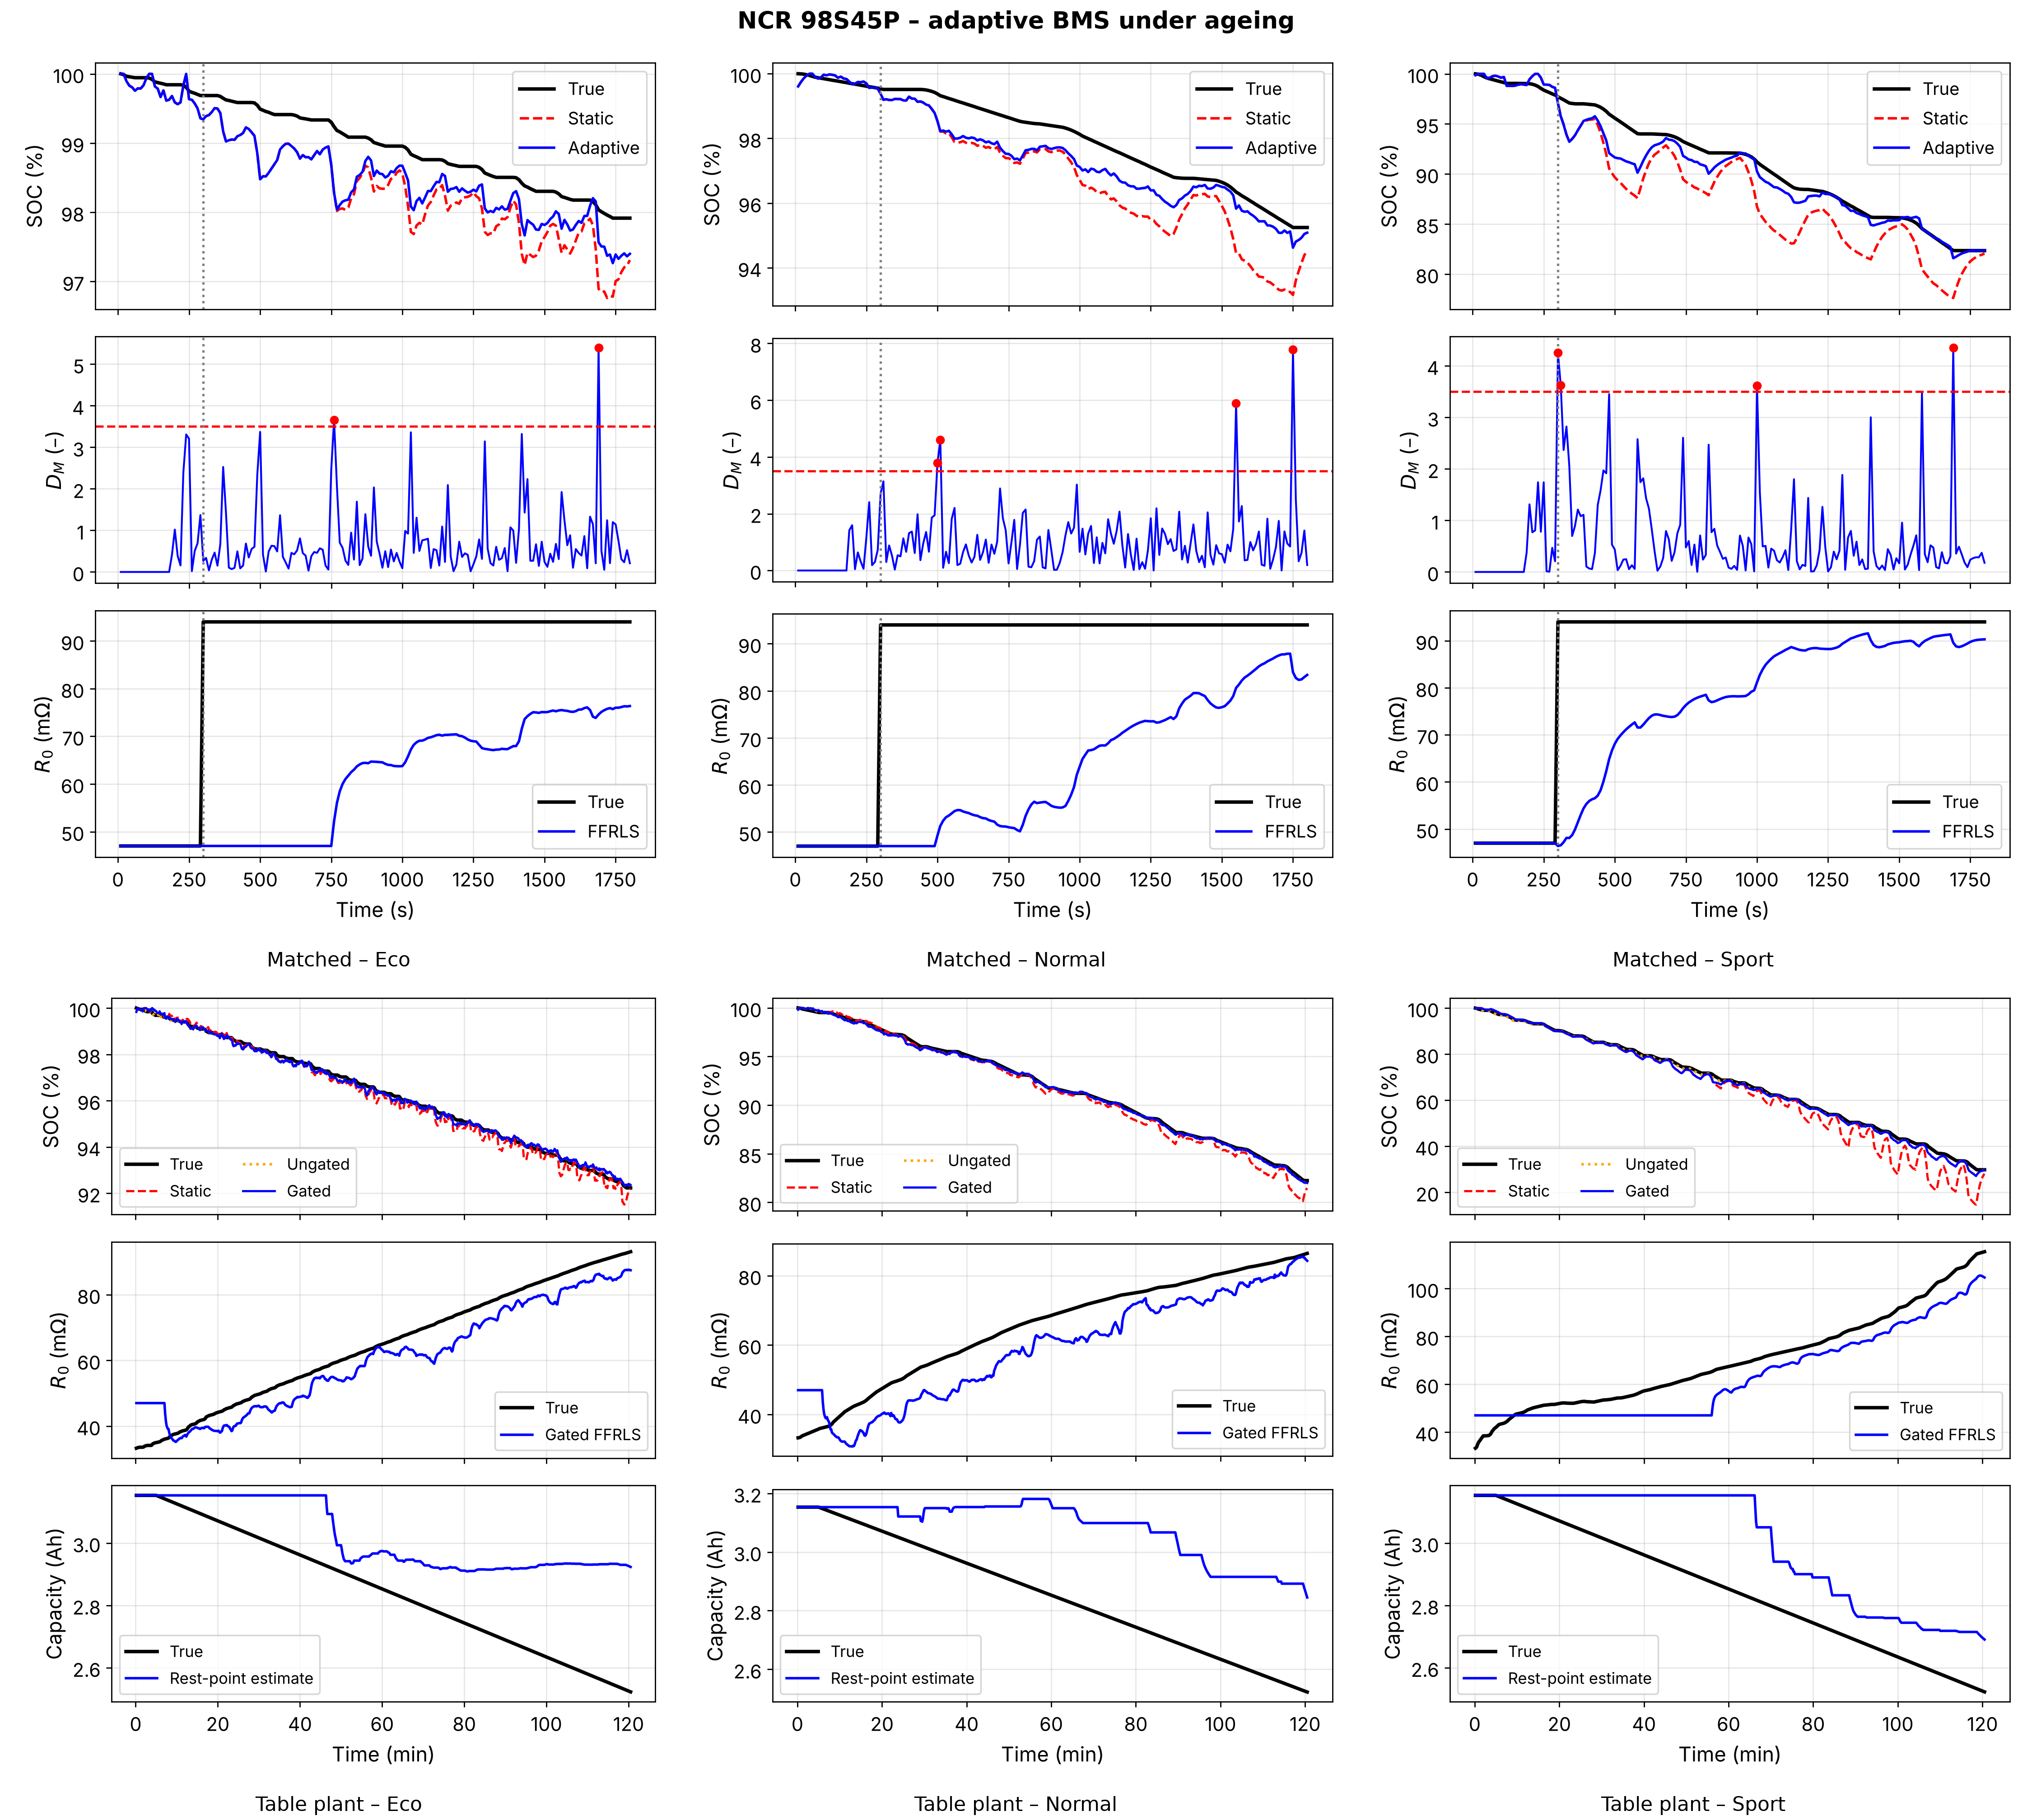 NCR 98S45P – adaptive BMS under ageing
100
99
98
97
SOC (%)
True
Static
Adaptive
100
98
96
94
SOC (%)
True
Static
Adaptive
100
95
90
85
80
SOC (%)
True
Static
Adaptive
5
4
3
2
1
0
D_M (−)
8
6
4
2
0
D_M (−)
4
3
2
1
0
D_M (−)
90
80
70
60
50
R_0 (mΩ)
True
FFRLS
0 250 500 750 1000 1250 1500 1750
Time (s)
90
80
70
60
50
R_0 (mΩ)
True
FFRLS
0 250 500 750 1000 1250 1500 1750
Time (s)
90
80
70
60
50
R_0 (mΩ)
True
FFRLS
0 250 500 750 1000 1250 1500 1750
Time (s)
Matched – Eco
Matched – Normal
Matched – Sport
100
98
96
94
92
SOC (%)
True Ungated
Static Gated
100
95
90
85
80
SOC (%)
True Ungated
Static Gated
100
80
60
40
20
SOC (%)
True Ungated
Static Gated
80
60
40
R_0 (mΩ)
True
Gated FFRLS
80
60
40
R_0 (mΩ)
True
Gated FFRLS
100
80
60
40
R_0 (mΩ)
True
Gated FFRLS
3.0
2.8
2.6
Capacity (Ah)
True
Rest-point estimate
0 20 40 60 80 100 120
Time (min)
3.2
3.0
2.8
2.6
Capacity (Ah)
True
Rest-point estimate
0 20 40 60 80 100 120
Time (min)
3.0
2.8
2.6
Capacity (Ah)
True
Rest-point estimate
0 20 40 60 80 100 120
Time (min)
Table plant – Eco
Table plant – Normal
Table plant – Sport